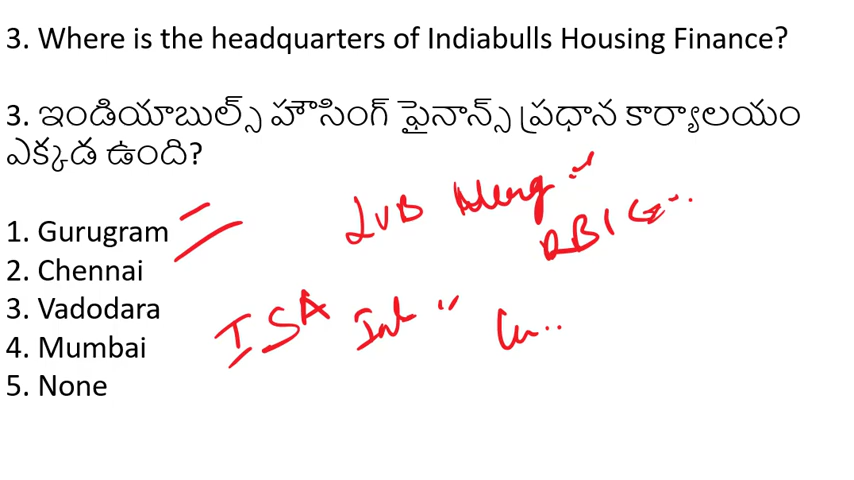 3. Where is the headquarters of Indiabulls Housing Finance?
3. ఇండియాబుల్స్ హౌసింగ్ ఫైనాన్స్ ప్రధాన కార్యాలయం
ఎక్కడ ఉంది?
1. Gurugram
2. Chennai
3. Vadodara
4. Mumbai
5. None
LVB Merg
RBI
ISA